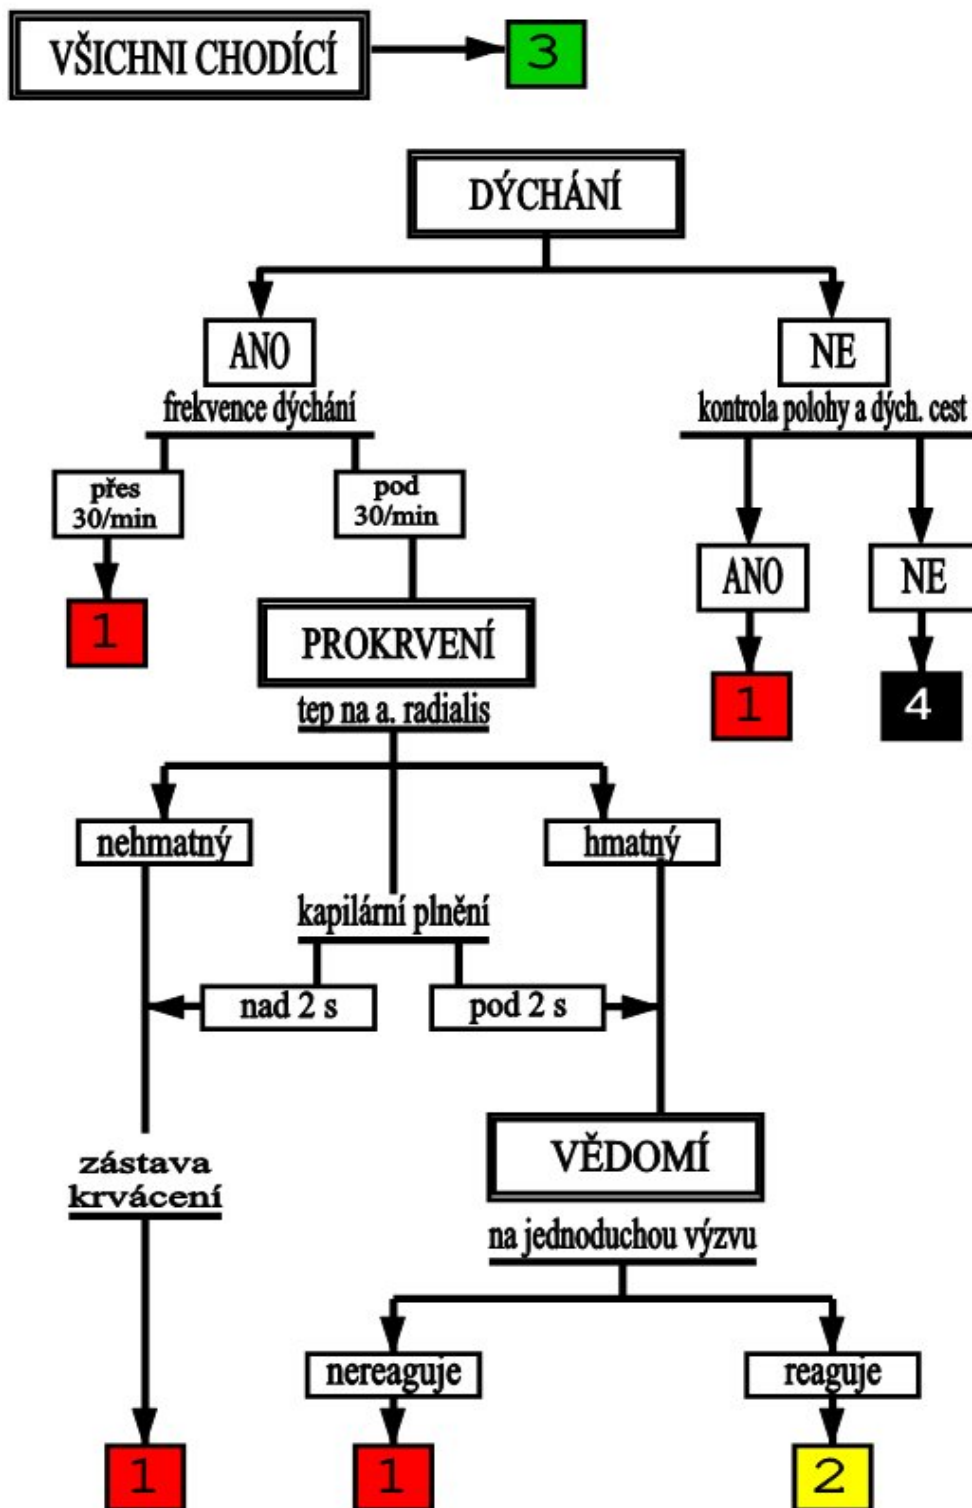 VŠICHNI CHODÍCÍ
3
DÝCHÁNÍ
ANO
NE
frekvence dýchání
kontrola polohy a dých. cest
přes
30/min
pod
30/min
ANO
NE
1
PROKRVENÍ
1
4
tep na a. radialis
nehmatný
hmatný
kapilární plnění
nad 2 s
pod 2 s
zástava
krvácení
VĚDOMÍ
na jednoduchou výzvu
nereaguje
reaguje
1
1
2